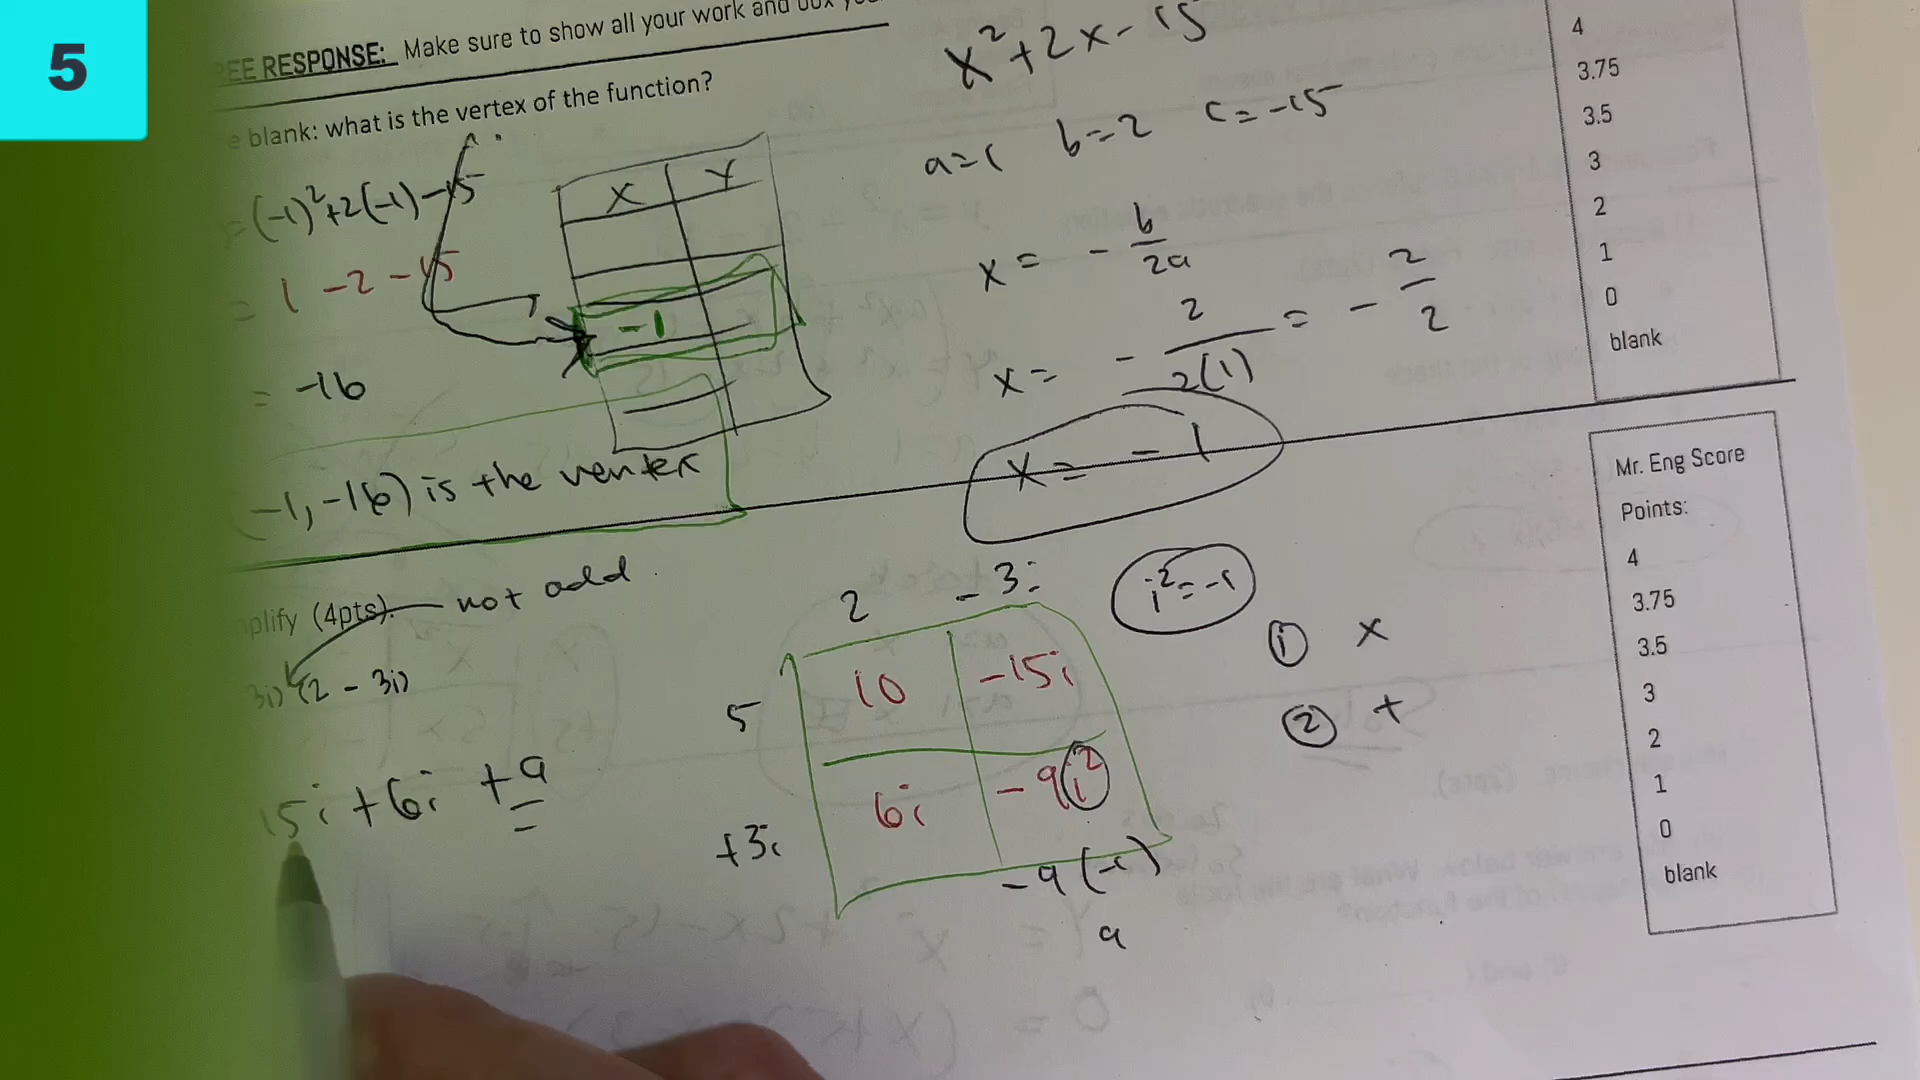 5
FREE RESPONSE: Make sure to show all your work and box
blank: what is the vertex of the function?
x² + 2x - 15
a = 1 b = 2 c = -15
= (-1)² + 2(-1) - 15
= 1 - 2 - 15
= -16
X Y
-1
x = - b/2a
x = - 2/2(1) = - 2/2
x = - 1
-1, -16) is the vertex
4
3.75
3.5
3
2
1
0
blank
plify (4pts). not add
3i) (2 - 3i)
15i + 6i + 9
2 - 3i
5 10 -15i
+3i 6i - 9i²
- 9 (-1)
9
i² = -1
① x
② +
Mr. Eng Score
Points:
4
3.75
3.5
3
2
1
0
blank